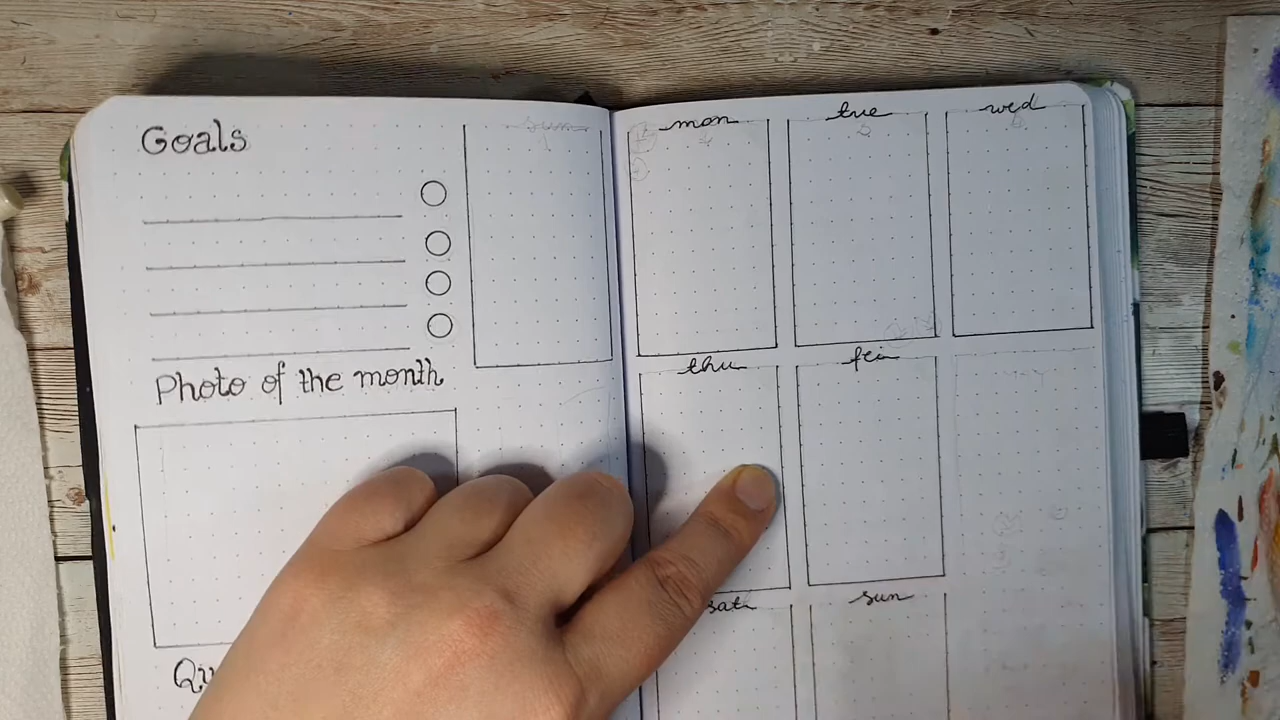 Goals
Photo of the month
mon tue wed
thu fri
sat sun